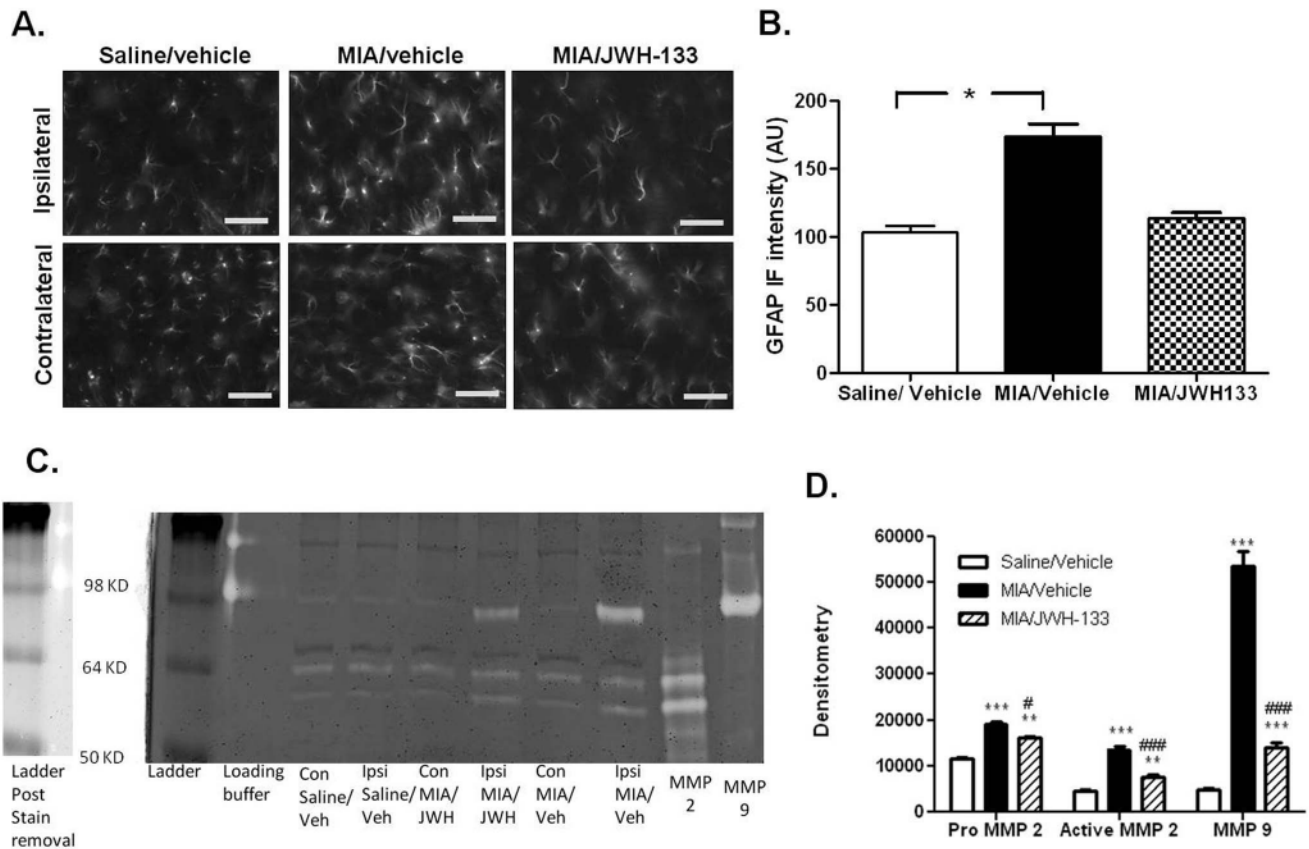 A.
Saline/vehicle MIA/vehicle MIA/JWH-133
Ipsilateral
Contralateral
B.
GFAP IF intensity (AU)
200
150
100
50
0
*
Saline/ Vehicle MIA/Vehicle MIA/JWH133
C.
98 KD
64 KD
50 KD
Ladder
Post
Stain
removal
Ladder
Loading
buffer
Con
Saline/
Veh
Ipsi
Saline/
Veh
Con
MIA/
JWH
Ipsi
MIA/
JWH
Con
MIA/
Veh
Ipsi
MIA/
Veh
MMP
2
MMP
9
D.
Densitometry
60000
50000
40000
30000
20000
10000
0
Saline/Vehicle
MIA/Vehicle
MIA/JWH-133
***
#
**
***
###
**
***
###
***
Pro MMP 2 Active MMP 2 MMP 9